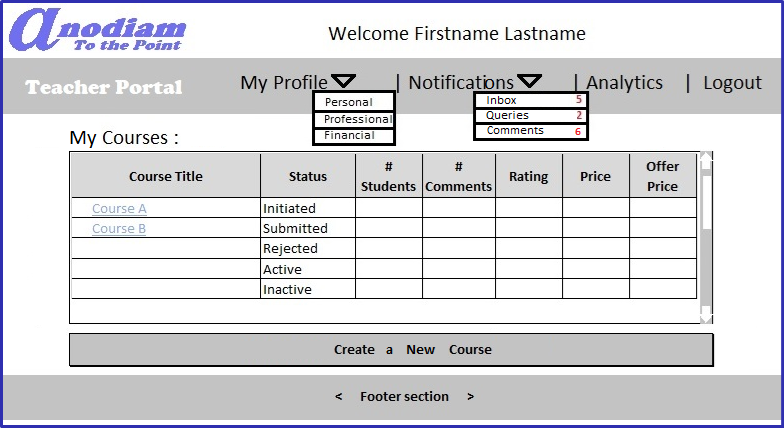 Anodiam
To the Point
Welcome Firstname Lastname
Teacher Portal
My Profile | Notifications | Analytics | Logout
Personal
Professional
Financial
Inbox 5
Queries 2
Comments 6
My Courses :
Course Title Status # Students # Comments Rating Price Offer Price
Course A Initiated
Course B Submitted
Rejected
Active
Inactive
Create a New Course
< Footer section >